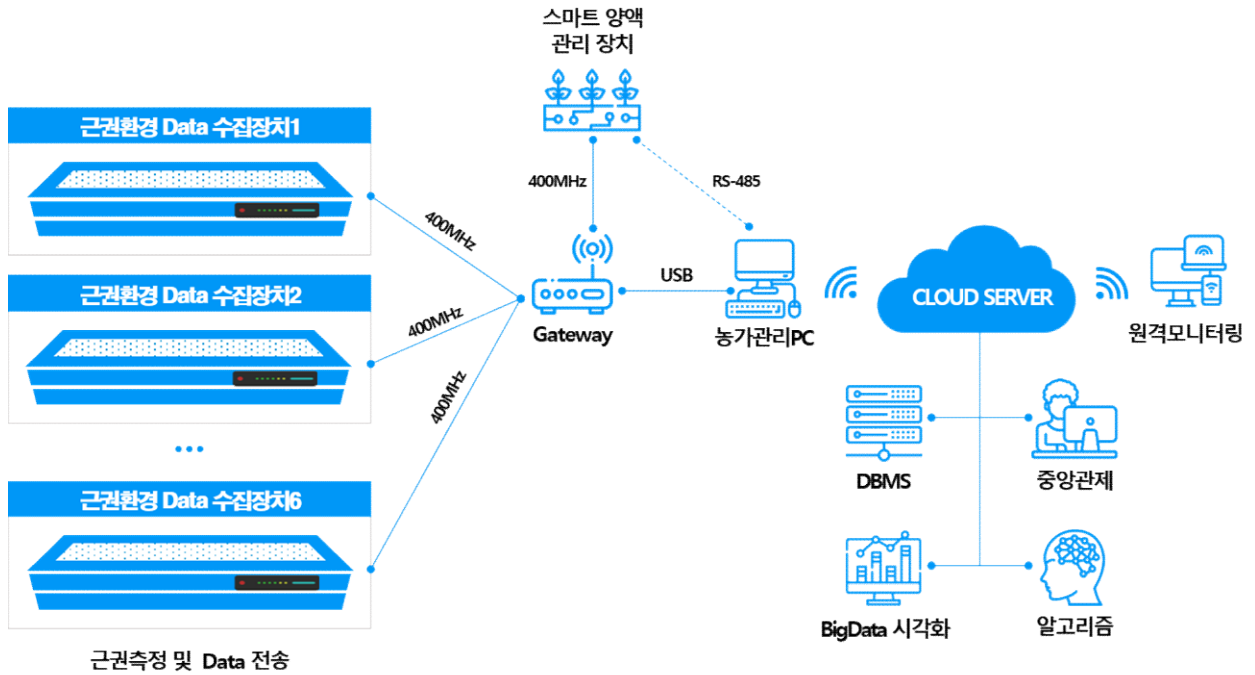 스마트 양액
관리 장치
근권환경 Data 수집장치1
400MHz
RS-485
400MHz
근권환경 Data 수집장치2
400MHz
USB
CLOUD SERVER
Gateway
농가관리PC
원격모니터링
400MHz
DBMS
중앙관제
근권환경 Data 수집장치6
BigData 시각화
알고리즘
근권측정 및 Data 전송